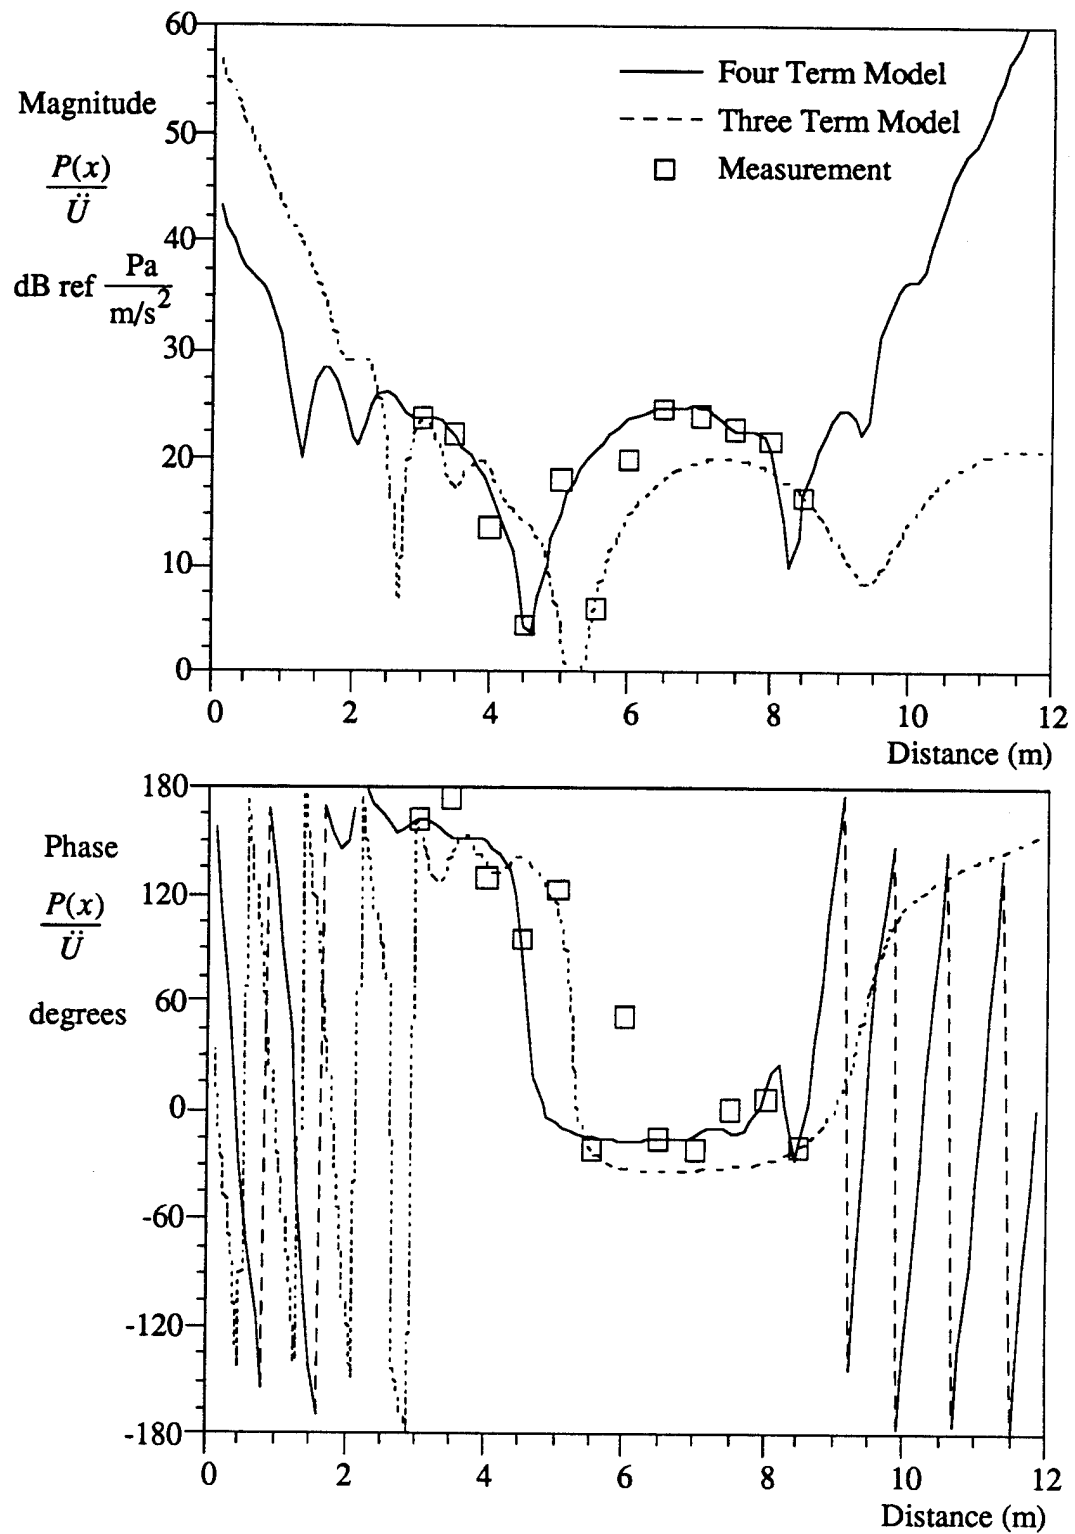 60
Four Term Model
Magnitude
Three Term Model
50
P(x)
Ü
Measurement
40
dB ref Pa
m/s²
30
20
10
0
0 2 4 6 8 10 12
Distance (m)
180
Phase
120
P(x)
Ü
60
degrees
0
-60
-120
-180
0 2 4 6 8 10 12
Distance (m)